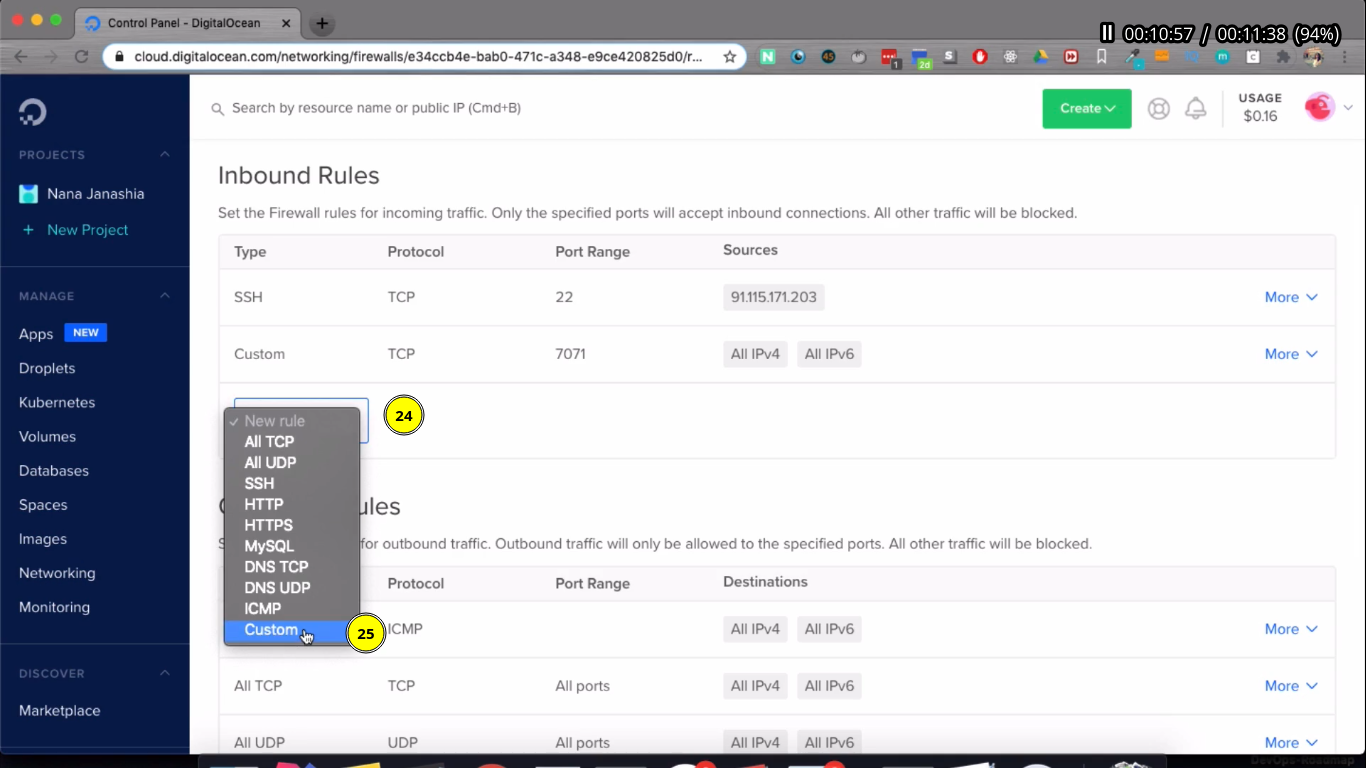 Control Panel - DigitalOcean
00:10:57 / 00:11:38 (94%)
cloud.digitalocean.com/networking/firewalls/e34ccb4e-bab0-471c-a348-e9ce420825d0/r...
Search by resource name or public IP (Cmd+B)
Create
USAGE
$0.16
PROJECTS
Nana Janashia
+ New Project
MANAGE
Apps NEW
Droplets
Kubernetes
Volumes
Databases
Spaces
Images
Networking
Monitoring
DISCOVER
Marketplace
Inbound Rules
Set the Firewall rules for incoming traffic. Only the specified ports will accept inbound connections. All other traffic will be blocked.
Type Protocol Port Range Sources
SSH TCP 22 91.115.171.203 More
Custom TCP 7071 All IPv4 All IPv6 More
24
New rule
All TCP
All UDP
SSH
HTTP
HTTPS
MySQL
DNS TCP
DNS UDP
ICMP
Custom
25
ules
for outbound traffic. Outbound traffic will only be allowed to the specified ports. All other traffic will be blocked.
Protocol Port Range Destinations
ICMP All IPv4 All IPv6 More
All TCP TCP All ports All IPv4 All IPv6 More
All UDP UDP All ports All IPv4 All IPv6 More
DevOps-Roadmap